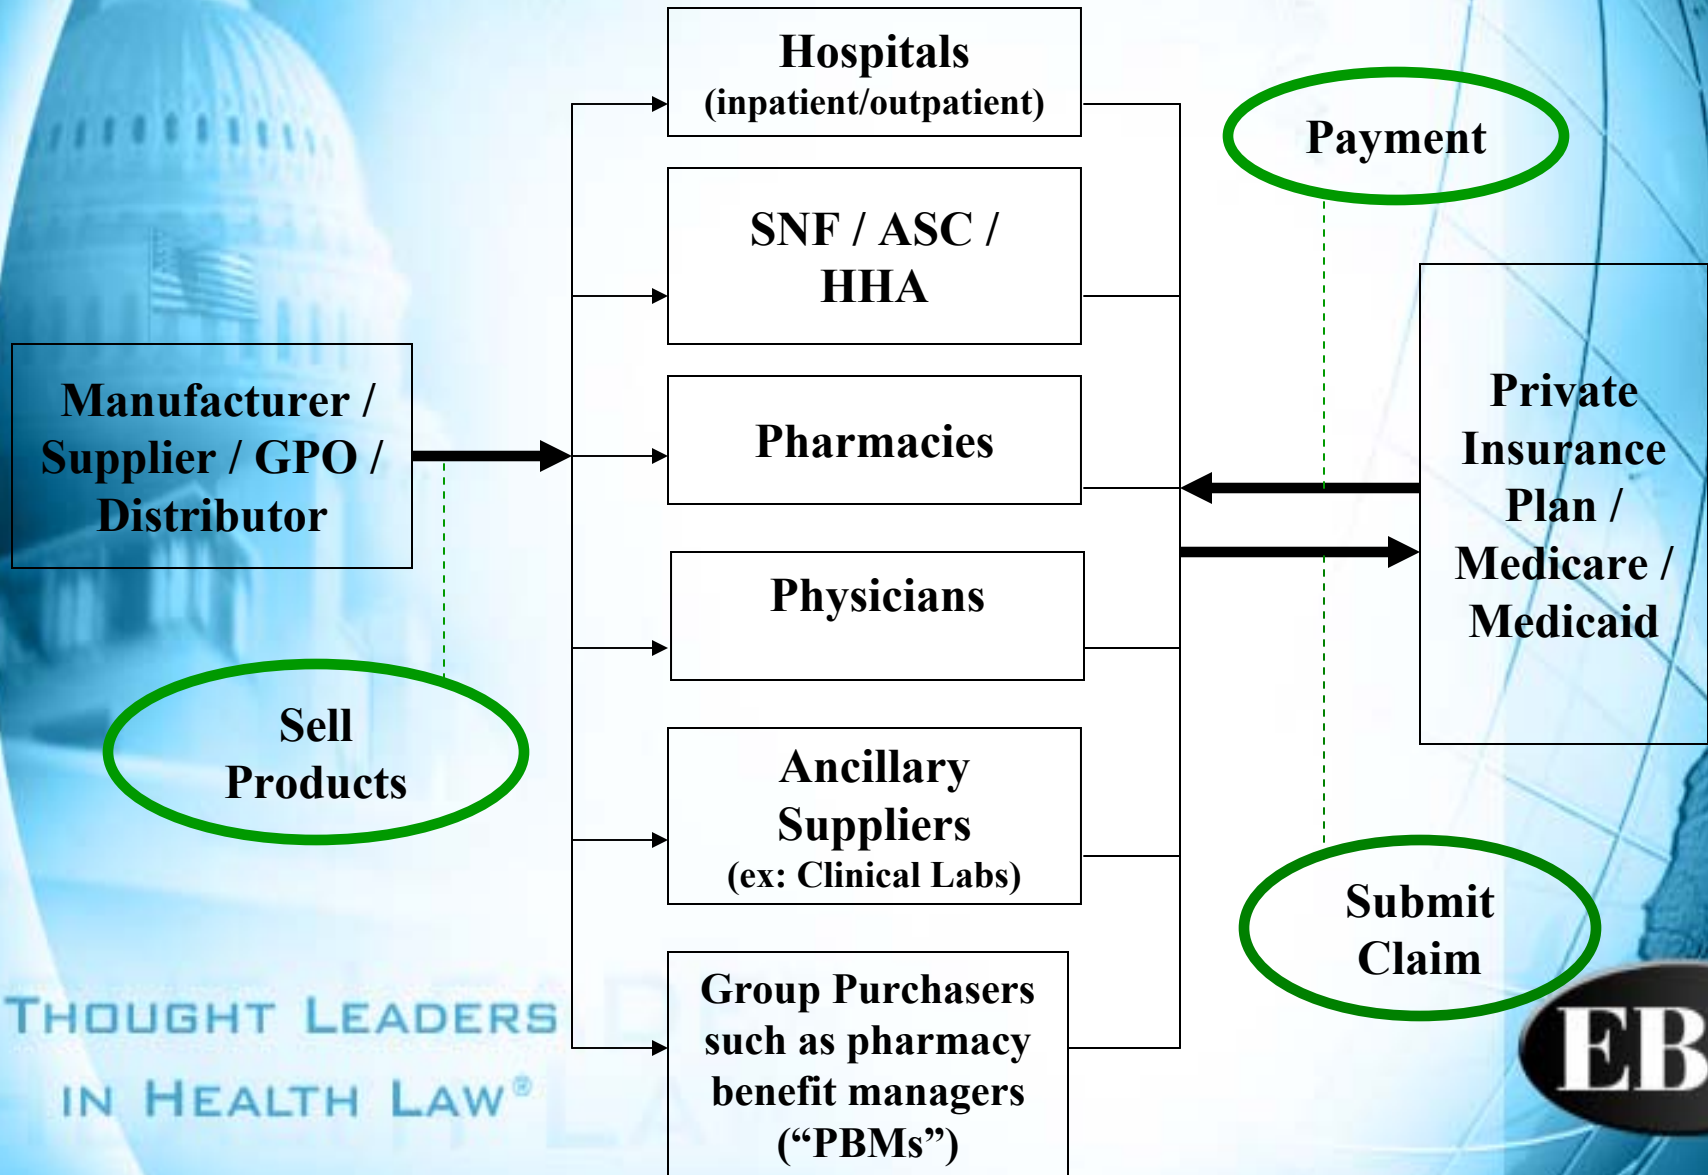 Hospitals
(inpatient/outpatient)
SNF / ASC /
HHA
Pharmacies
Physicians
Ancillary
Suppliers
(ex: Clinical Labs)
Group Purchasers
such as pharmacy
benefit managers
(“PBMs”)
Manufacturer /
Supplier / GPO /
Distributor
Sell
Products
Payment
Private
Insurance
Plan /
Medicare /
Medicaid
Submit
Claim
THOUGHT LEADERS
IN HEALTH LAW®
EB